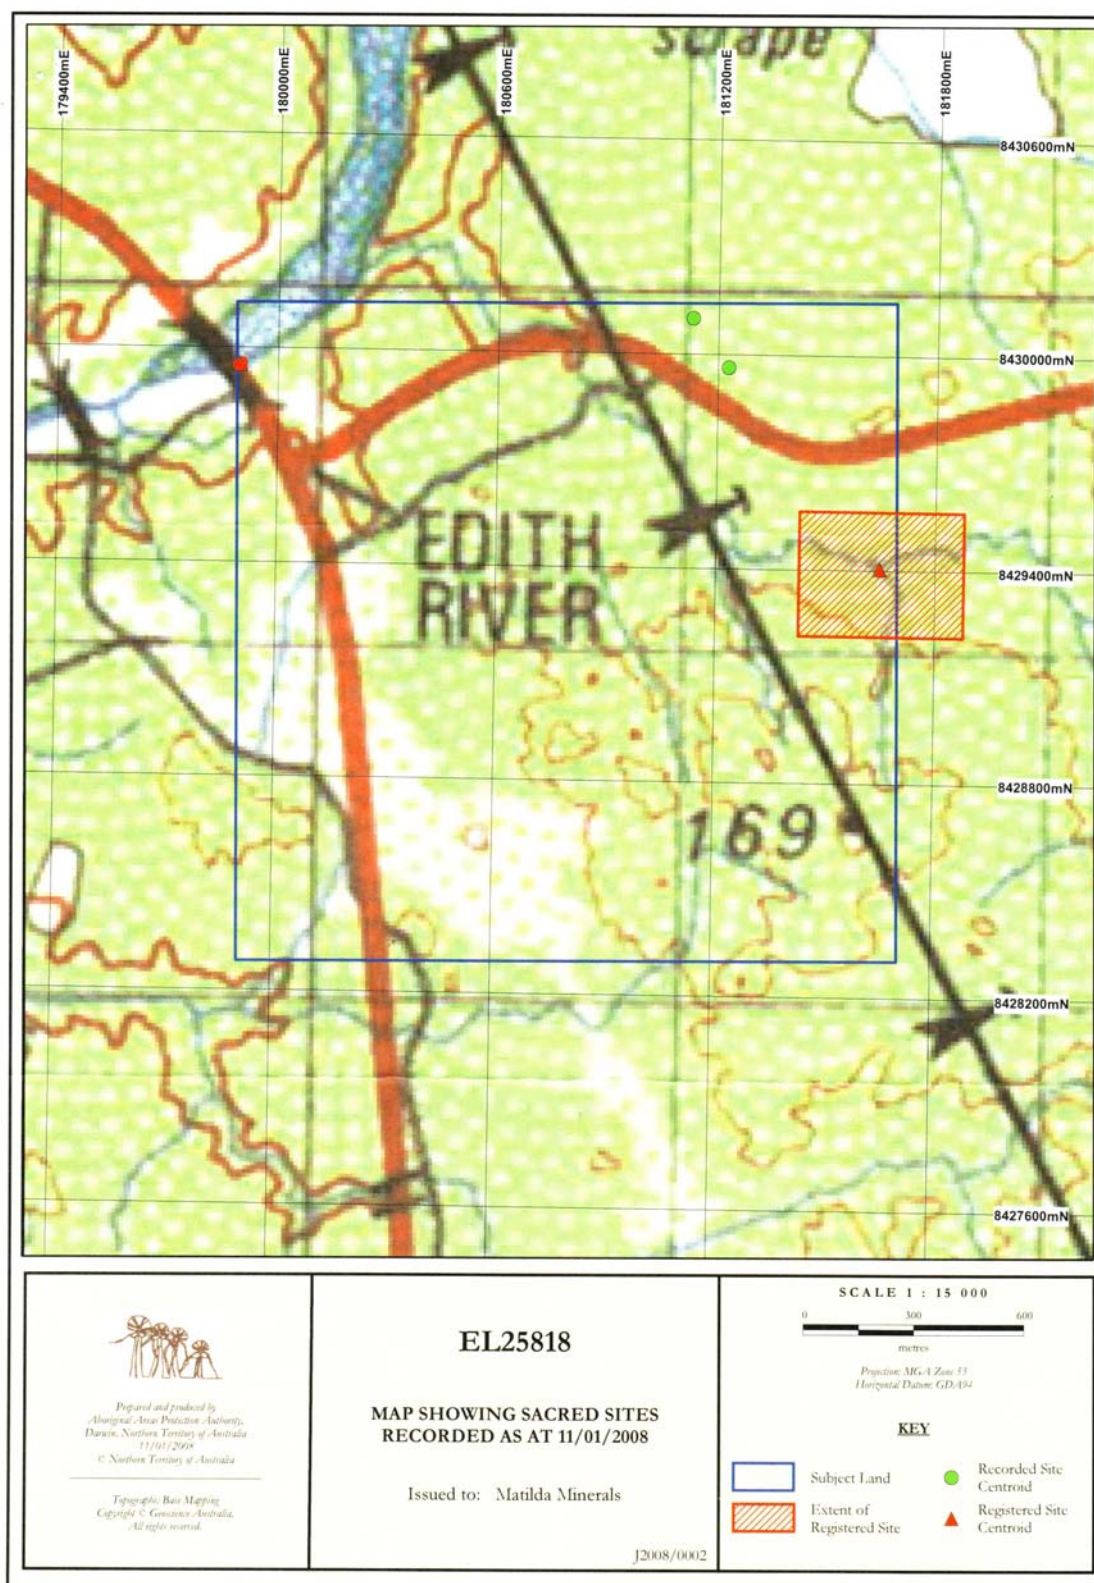 179400mE
180000mE
180600mE
181200mE
181800mE
scrape
8430600mN
8430000mN
EDITH
RIVER
8429400mN
8428800mN
169
8428200mN
8427600mN
Prepared and produced by
Aboriginal Areas Protection Authority,
Darwin, Northern Territory of Australia
11/01/2008
© Northern Territory of Australia
Topographic Base Mapping
Copyright © Geoscience Australia,
All rights reserved.
EL25818
MAP SHOWING SACRED SITES
RECORDED AS AT 11/01/2008
Issued to: Matilda Minerals
J2008/0002
SCALE 1 : 15 000
0 300 600
metres
Projection: MGA Zone 53
Horizontal Datum: GDA94
KEY
Subject Land
Recorded Site
Centroid
Extent of
Registered Site
Registered Site
Centroid